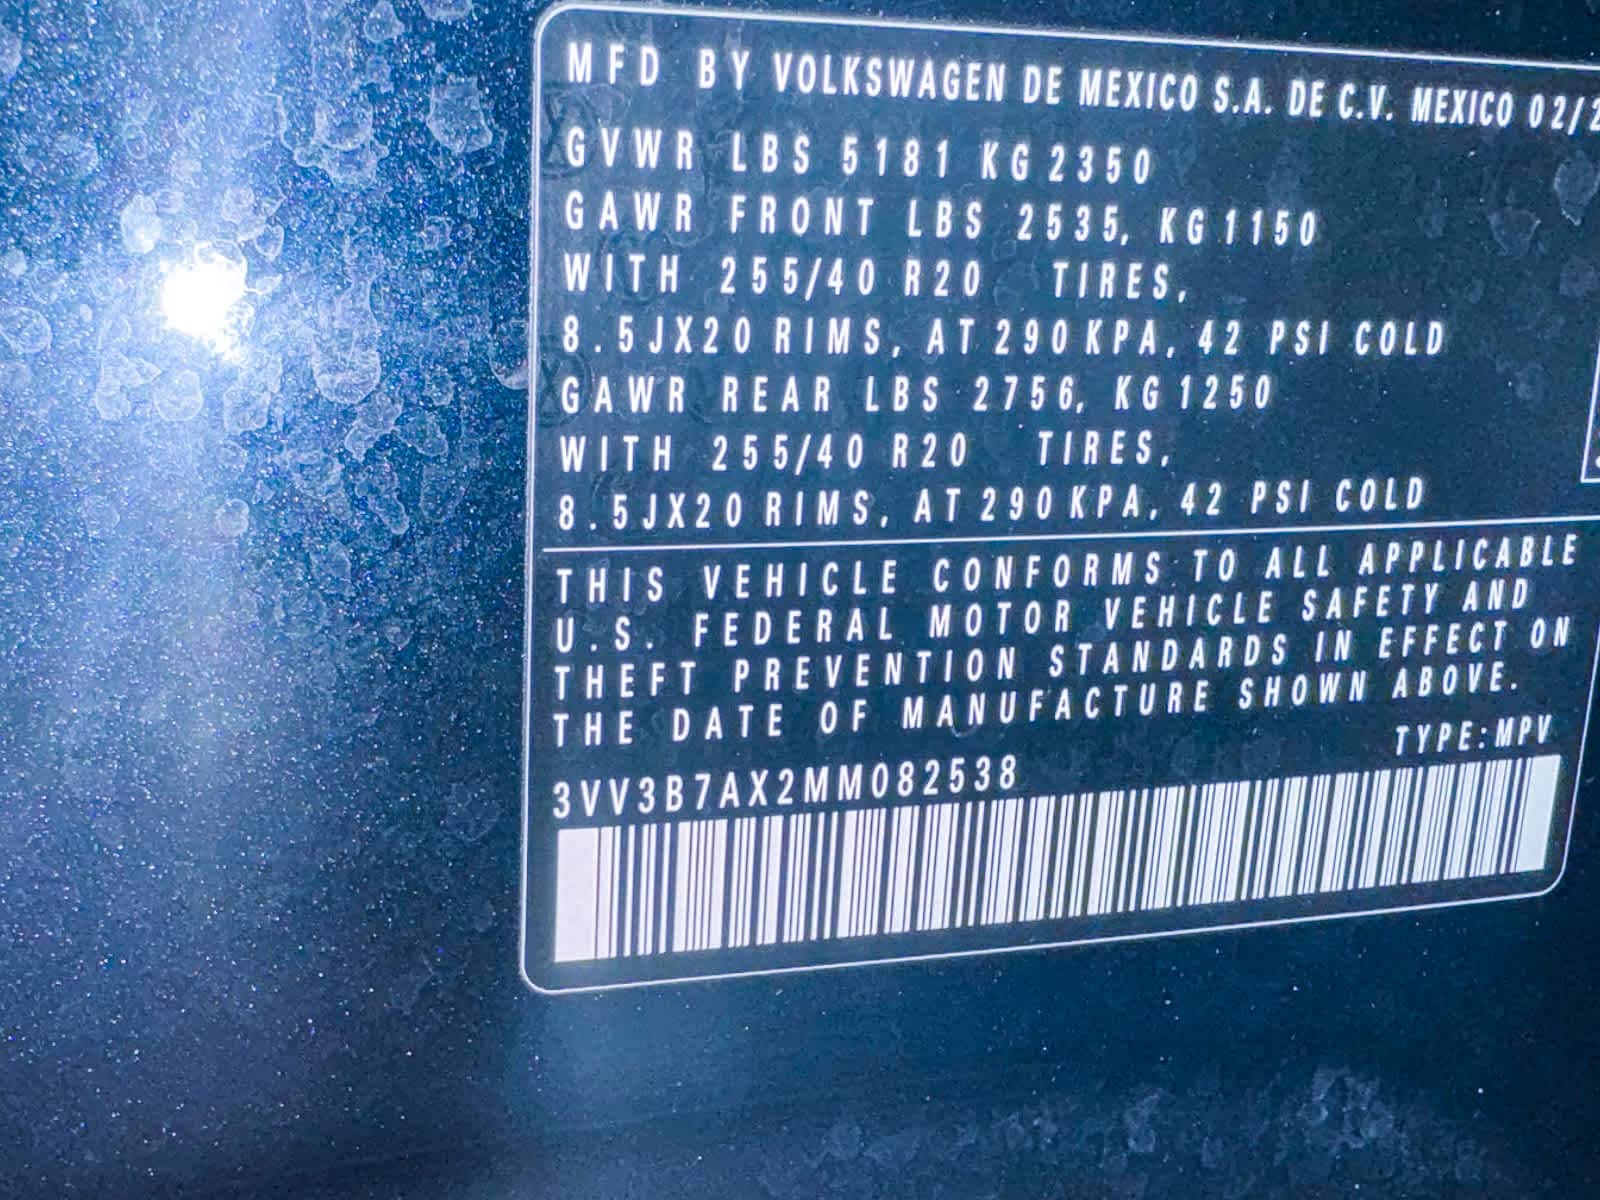 MFD BY VOLKSWAGEN DE MEXICO S.A. DE C.V. MEXICO 02/2
GVWR LBS 5181 KG 2350
GAWR FRONT LBS 2535, KG 1150
WITH 255/40 R20 TIRES,
8.5JX20 RIMS, AT 290 KPA, 42 PSI COLD
GAWR REAR LBS 2756, KG 1250
WITH 255/40 R20 TIRES,
8.5JX20 RIMS, AT 290 KPA, 42 PSI COLD
THIS VEHICLE CONFORMS TO ALL APPLICABLE
U.S. FEDERAL MOTOR VEHICLE SAFETY AND
THEFT PREVENTION STANDARDS IN EFFECT ON
THE DATE OF MANUFACTURE SHOWN ABOVE.
TYPE:MPV
3VV3B7AX2MM082538